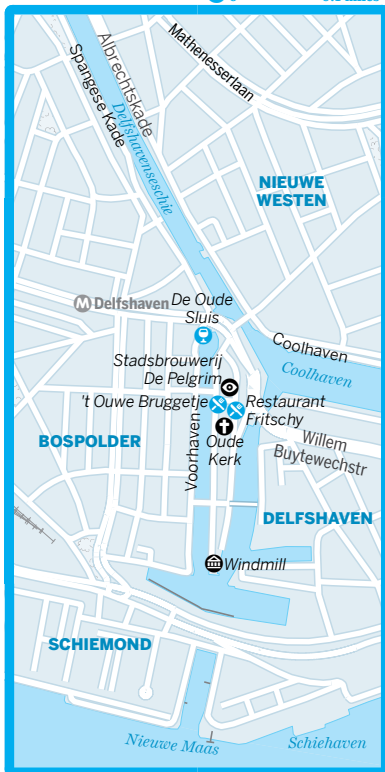 Mathenesserlaan
Albrechtskade
Spangese Kade
Delfshavenseschie
NIEUWE
WESTEN
M Delfshaven
De Oude
Sluis
Coolhaven
Coolhaven
Stadsbrouwerij
De Pelgrim
't Ouwe Bruggetje
Restaurant
Fritschy
Oude
Kerk
Voorhaven
Willem
Buytewechstr
BOSPOLDER
DELFSHAVEN
Windmill
SCHIEMOND
Nieuwe Maas
Schiehaven